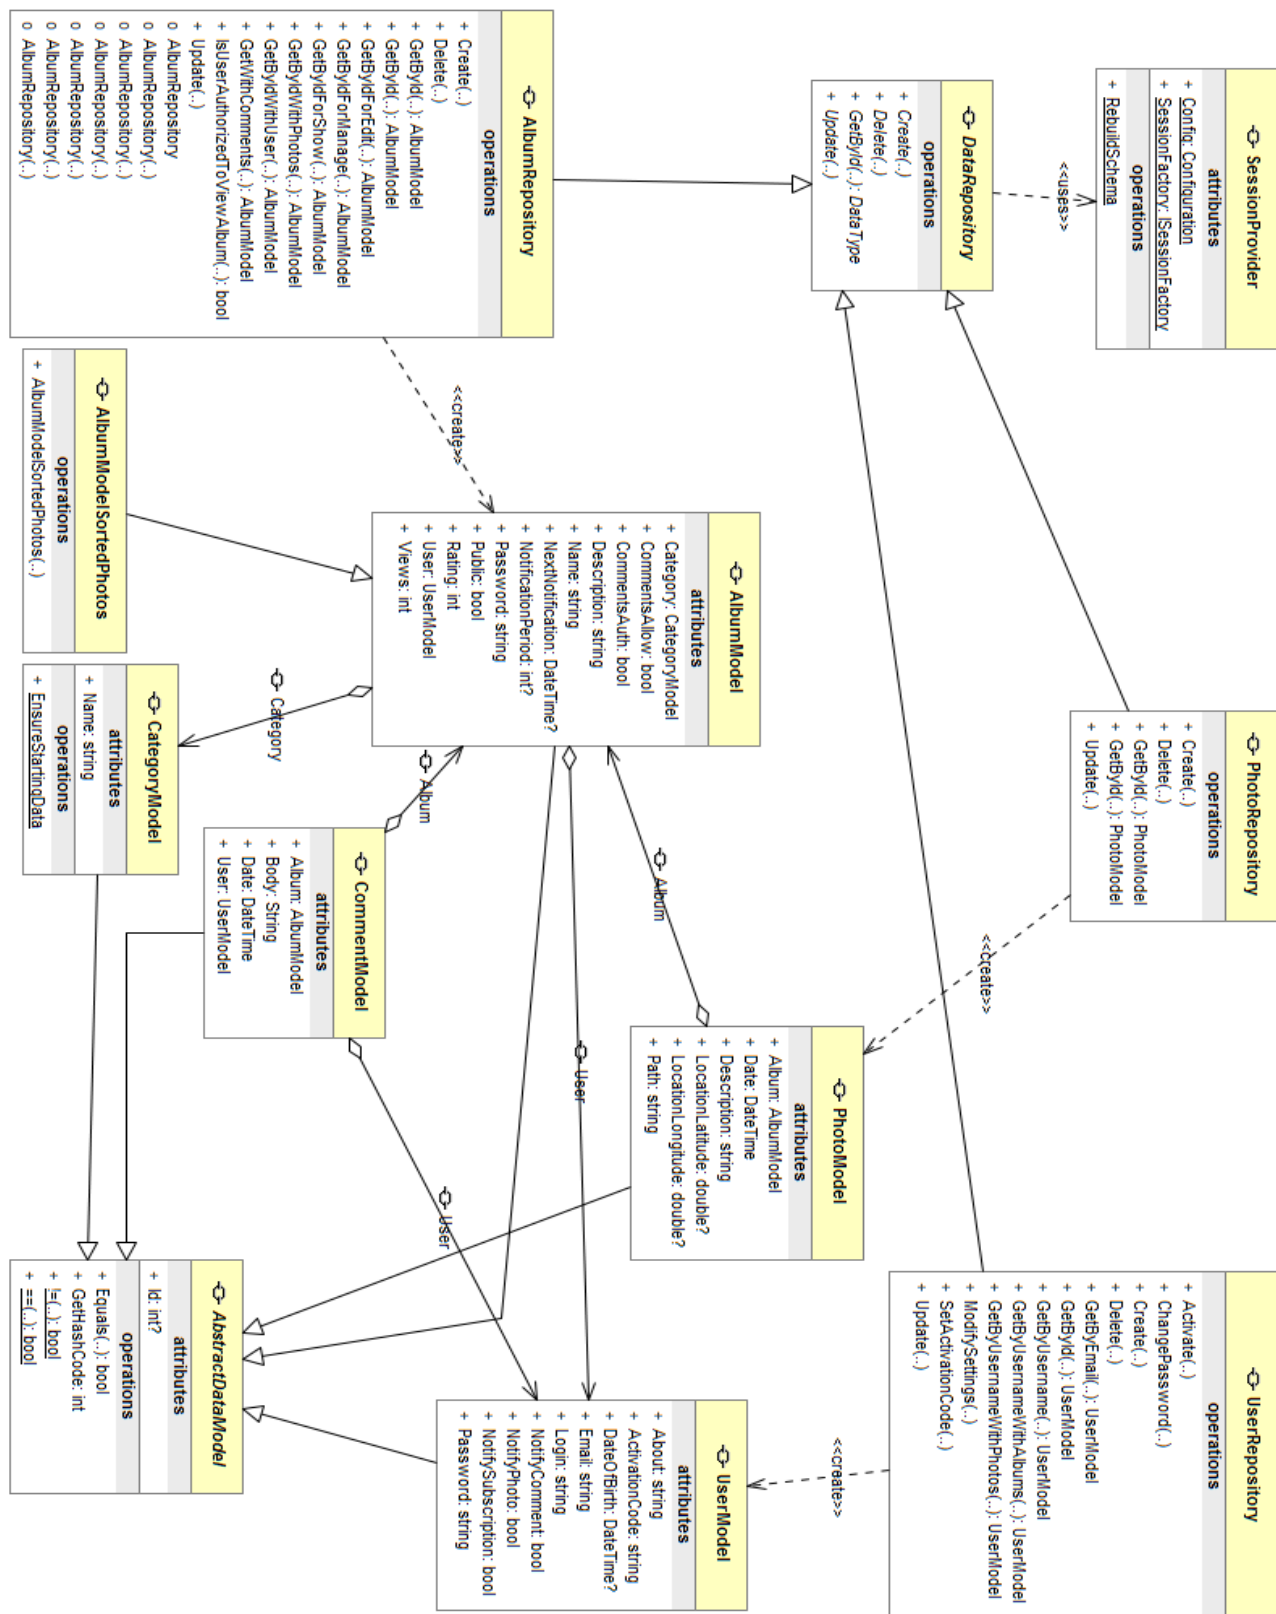 SessionProvider
attributes
+ Config: Configuration
+ SessionFactory: ISessionFactory
operations
+ RebuildSchema
<<uses>>
DataRepository
operations
+ Create(..)
+ Delete(..)
+ GetById(..): DataType
+ Update(..)
PhotoRepository
operations
+ Create(..)
+ Delete(..)
+ GetById(..): PhotoModel
+ GetById(..): PhotoModel
+ Update(..)
UserRepository
operations
+ Activate(..)
+ ChangePassword(..)
+ Create(..)
+ Delete(..)
+ GetByEmail(..): UserModel
+ GetById(..): UserModel
+ GetByUsername(..): UserModel
+ GetByUsernameWithAlbums(..): UserModel
+ GetByUsernameWithPhotos(..): UserModel
+ ModifySettings(..)
+ SetActivationCode(..)
+ Update(..)
AlbumRepository
operations
+ Create(..)
+ Delete(..)
+ GetById(..): AlbumModel
+ GetById(..): AlbumModel
+ GetByIdForEdit(..): AlbumModel
+ GetByIdForManage(..): AlbumModel
+ GetByIdForShow(..): AlbumModel
+ GetByIdWithPhotos(..): AlbumModel
+ GetByIdWithUser(..): AlbumModel
+ GetWithComments(..): AlbumModel
+ IsUserAuthorizedToViewAlbum(..): bool
+ Update(..)
o AlbumRepository
o AlbumRepository(..)
o AlbumRepository(..)
o AlbumRepository(..)
o AlbumRepository(..)
o AlbumRepository(..)
o AlbumRepository(..)
<<create>>
<<create>>
<<create>>
AlbumModel
attributes
+ Category: CategoryModel
+ CommentsAllow: bool
+ CommentsAuth: bool
+ Description: string
+ Name: string
+ NextNotification: DateTime?
+ NotificationPeriod: int?
+ Password: string
+ Public: bool
+ Rating: int
+ User: UserModel
+ Views: int
Album
PhotoModel
attributes
+ Album: AlbumModel
+ Date: DateTime
+ Description: string
+ LocationLatitude: double?
+ LocationLongitude: double?
+ Path: string
User
UserModel
attributes
+ About: string
+ ActivationCode: string
+ DateOfBirth: DateTime?
+ Email: string
+ Login: string
+ NotifyComment: bool
+ NotifyPhoto: bool
+ NotifySubscription: bool
+ Password: string
AlbumModelSortedPhotos
operations
+ AlbumModelSortedPhotos(..)
Category
Album
User
CategoryModel
attributes
+ Name: string
operations
+ EnsureStartingData
CommentModel
attributes
+ Album: AlbumModel
+ Body: String
+ Date: DateTime
+ User: UserModel
AbstractDataModel
attributes
+ Id: int?
operations
+ Equals(..): bool
+ GetHashCode: int
+ !=(..): bool
+ ==(..): bool